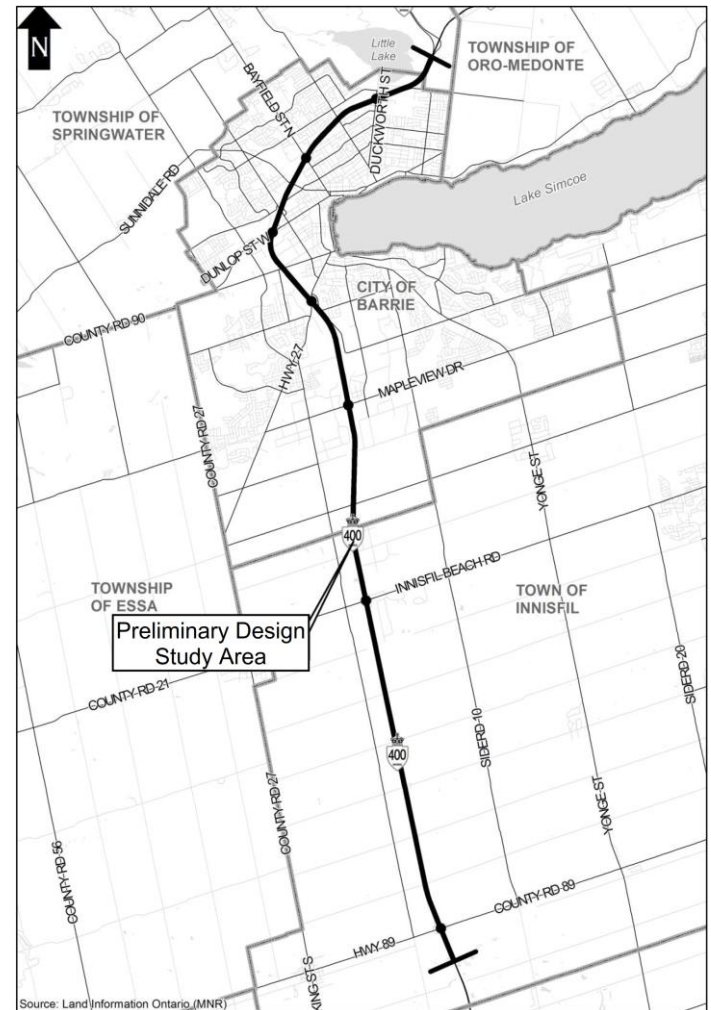 N
Little
Lake
TOWNSHIP OF
ORO-MEDONTE
BAYFIELD ST N
DUCKWORTH ST
TOWNSHIP OF
SPRINGWATER
SUNNIDALE RD
Lake Simcoe
DUNLOP ST W
CITY OF
BARRIE
COUNTY RD 90
HWY 27
MAPLEVIEW DR
COUNTY RD 27
YONGE ST
400
INNISFIL BEACH RD
TOWNSHIP
OF ESSA
TOWN OF
INNISFIL
Preliminary Design
Study Area
SIDERD 20
COUNTY RD 21
SIDERD 10
400
COUNTY RD 27
YONGE ST
COUNTY RD 56
COUNTY RD 89
HWY 89
KING ST S
Source: Land Information Ontario (MNR)